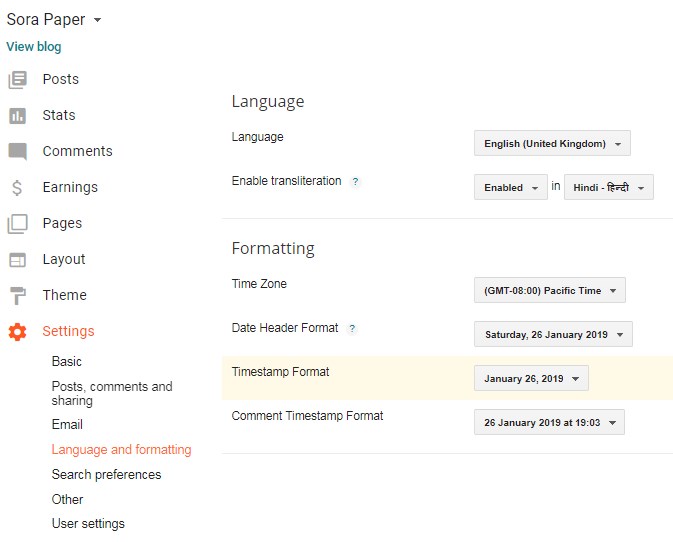 Sora Paper
View blog
Posts
Stats
Comments
Earnings
Pages
Layout
Theme
Settings
Basic
Posts, comments and
sharing
Email
Language and formatting
Search preferences
Other
User settings
Language
Language English (United Kingdom)
Enable transliteration ? Enabled in Hindi - हिन्दी
Formatting
Time Zone (GMT-08:00) Pacific Time
Date Header Format ? Saturday, 26 January 2019
Timestamp Format January 26, 2019
Comment Timestamp Format 26 January 2019 at 19:03